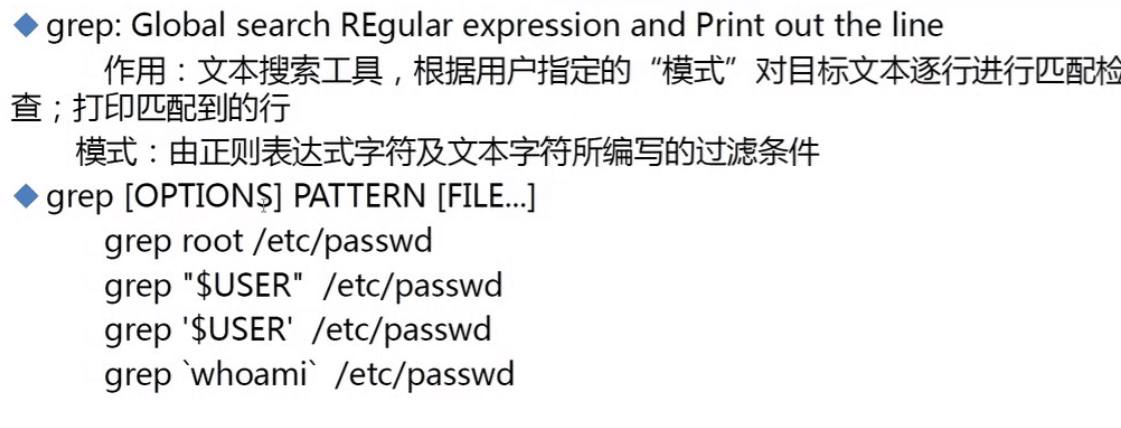 ◆ grep: Global search REgular expression and Print out the line
作用：文本搜索工具，根据用户指定的“模式”对目标文本逐行进行匹配检
查；打印匹配到的行
模式：由正则表达式字符及文本字符所编写的过滤条件
◆ grep [OPTIONS] PATTERN [FILE...]
grep root /etc/passwd
grep "$USER" /etc/passwd
grep '$USER' /etc/passwd
grep `whoami` /etc/passwd